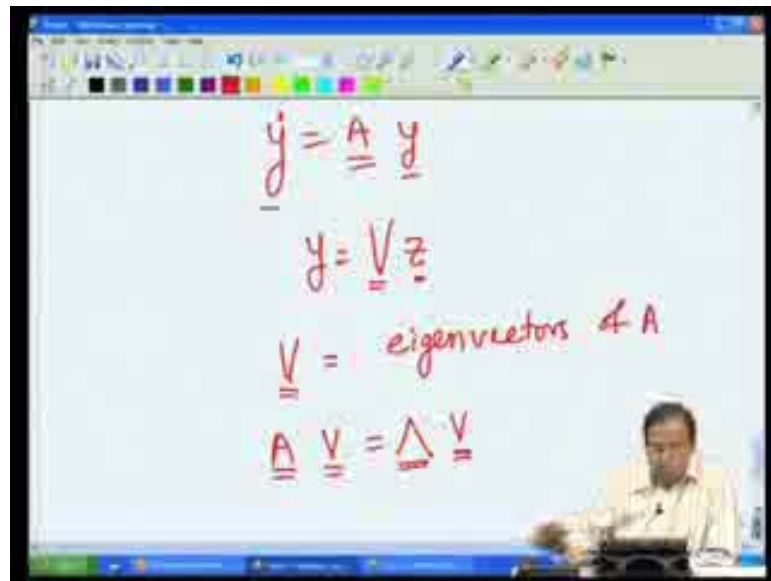 ẏ = A y
y = V z
V = eigenvectors of A
A V = Λ V